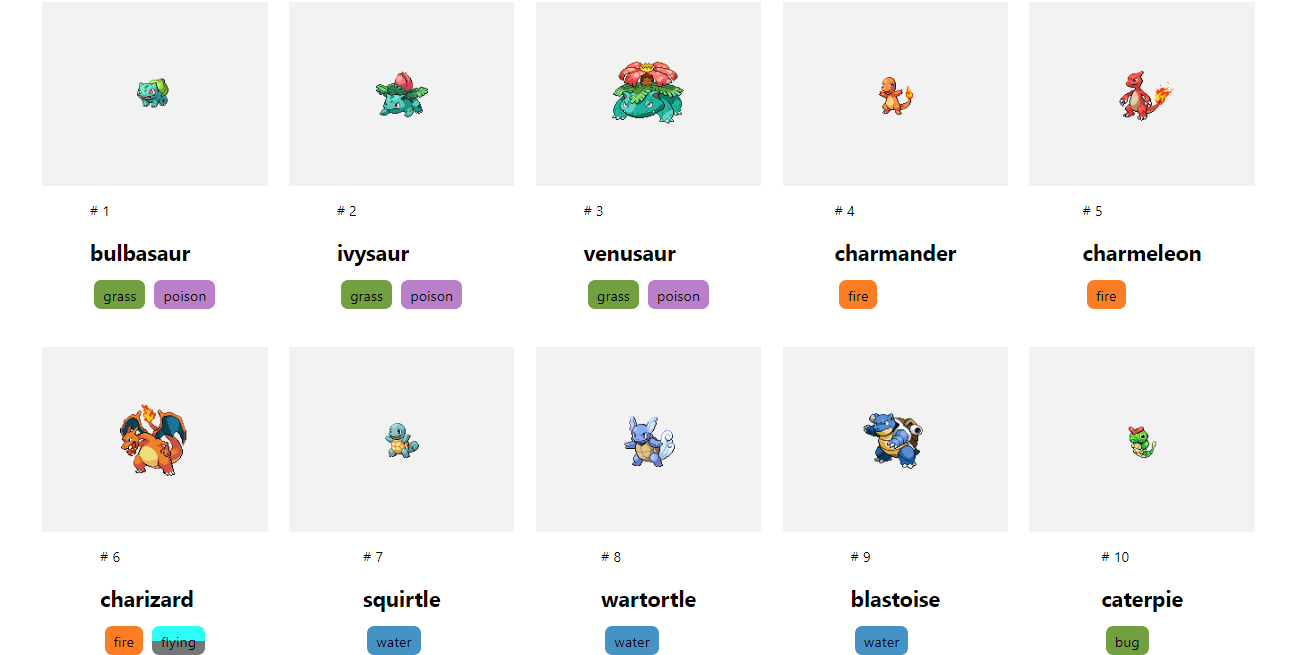 # 1 # 2 # 3 # 4 # 5
bulbasaur ivysaur venusaur charmander charmeleon
grass poison grass poison grass poison fire fire
# 6 # 7 # 8 # 9 # 10
charizard squirtle wartortle blastoise caterpie
fire flying water water water bug